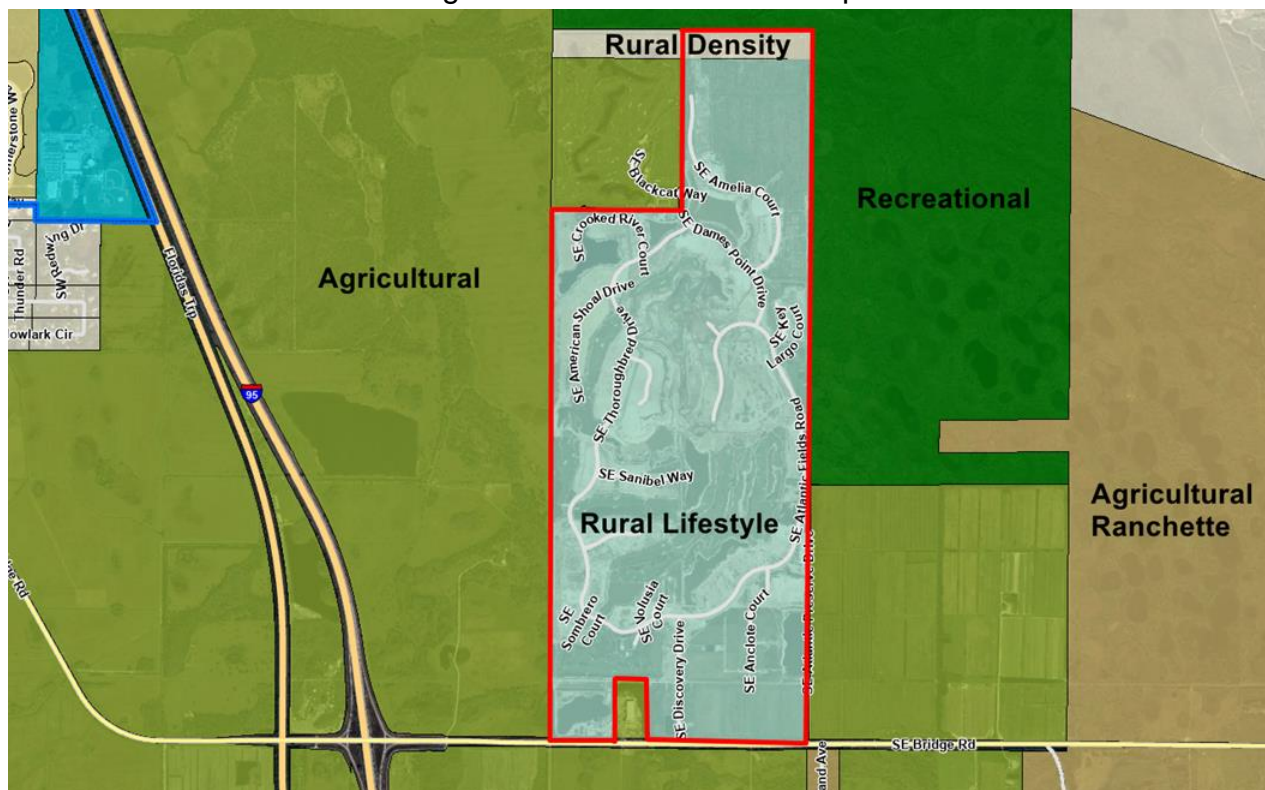 Rural Density
SE Blackcat Way
SE Amelia Court
SE Crooked River Court
SE Dames Point Drive
Recreational
Agricultural
Thunder Rd
Floridas Trp
SE American Shoal Drive
SE Thoroughbred Drive
SE Key
Largo Court
95
SE Atlantic Fields Road
SE Sanibel Way
Rural Lifestyle
Agricultural
Ranchette
SE
Sombrero
Court
SE Volusia
Court
SE Discovery Drive
SE Anclote Court
SE Bridge Rd